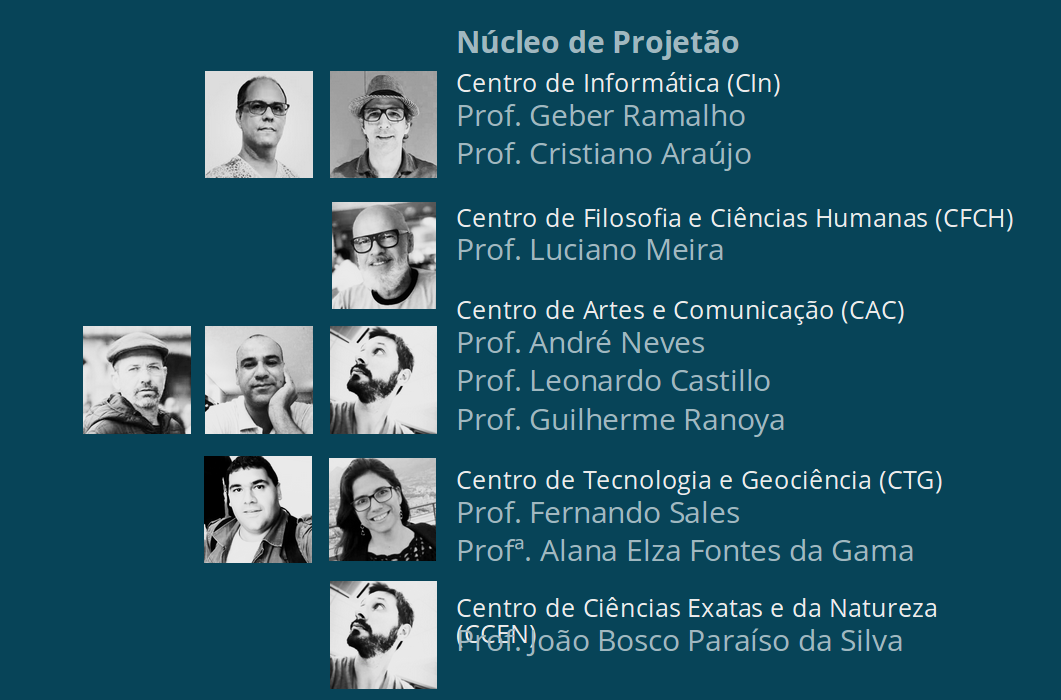 Núcleo de Projetão
Centro de Informática (CIn)
Prof. Geber Ramalho
Prof. Cristiano Araújo
Centro de Filosofia e Ciências Humanas (CFCH)
Prof. Luciano Meira
Centro de Artes e Comunicação (CAC)
Prof. André Neves
Prof. Leonardo Castillo
Prof. Guilherme Ranoya
Centro de Tecnologia e Geociência (CTG)
Prof. Fernando Sales
Profª. Alana Elza Fontes da Gama
Centro de Ciências Exatas e da Natureza
(CCEN)
Prof. João Bosco Paraíso da Silva